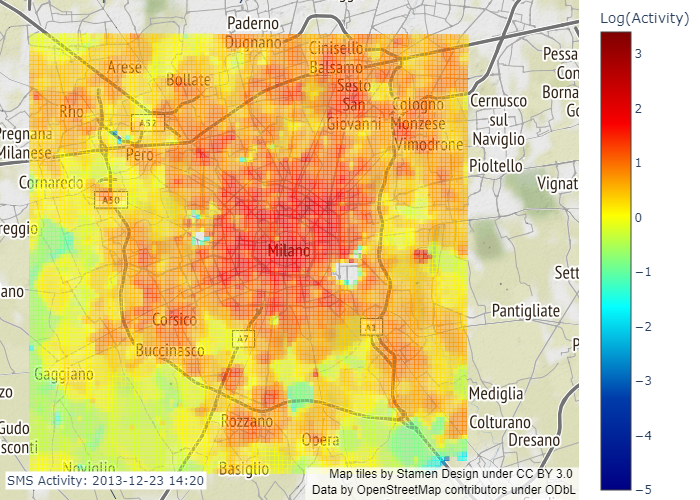 Paderno
Dugnano
Cinisello
Balsamo
Arese
Bollate
Sesto
San
Giovanni
Rho
Cologno
Monzese
Cernusco
sul
Naviglio
Pessa
Con
Borna
Go
A52
Pregnana
Milanese
Pero
Vimodrone
Pioltello
Cornaredo
A50
Vignat
reggio
Milano
Sett
ano
Pantigliate
Corsico
A7
A1
Buccinasco
P
Gaggiano
zo
Mediglia
Rozzano
Colturano
Gudo
sconti
Opera
Dresano
Noviglio
Basiglio
SMS Activity: 2013-12-23 14:20
Map tiles by Stamen Design under CC BY 3.0
Data by OpenStreetMap contributors under ODbL
Log(Activity)
3
2
1
0
−1
−2
−3
−4
−5